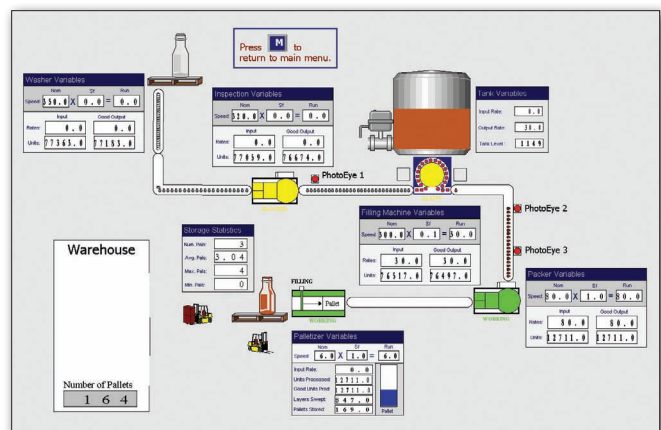 Press M to
return to main menu.
Washer Variables
Nom S! Run
Speed: 350.0 X 0.0 = 0.0
Input Good Output
Rates: 0.0 0.0
Units: 77363.0 77183.0
Inspection Variables
Nom S! Run
Speed: 320.0 X 0.0 = 0.0
Input Good Output
Rates: 0.0 0.0
Units: 77059.0 76674.0
Tank Variables
Input Rate: 0.0
Output Rate: 30.0
Tank Level: 1149
PhotoEye 1
PhotoEye 2
PhotoEye 3
Filling Machine Variables
Nom S! Run
Speed: 300.0 X 0.1 = 30.0
Input Good Output
Rates: 30.0 30.0
Units: 76517.0 76497.0
Storage Statistics
Num. Pals: 3
Avg. Pals: 3.04
Max. Pals: 4
Min. Pals: 0
Warehouse
Number of Pallets
164
FILLING
Pallet
WORKING
WORKING
Packer Variables
Nom S! Run
Speed: 80.0 X 1.0 = 80.0
Input Good Output
Rates: 80.0 80.0
Units: 12711.0 12711.0
Palletizer Variables
Nom S! Run
Speed: 6.0 X 1.0 = 6.0
Input Rate: 0.0
Units Processed: 12711.0
Good Units Prod: 12711.0
Layers Swept: 847.0
Pallets Stored: 169.0
Pallet